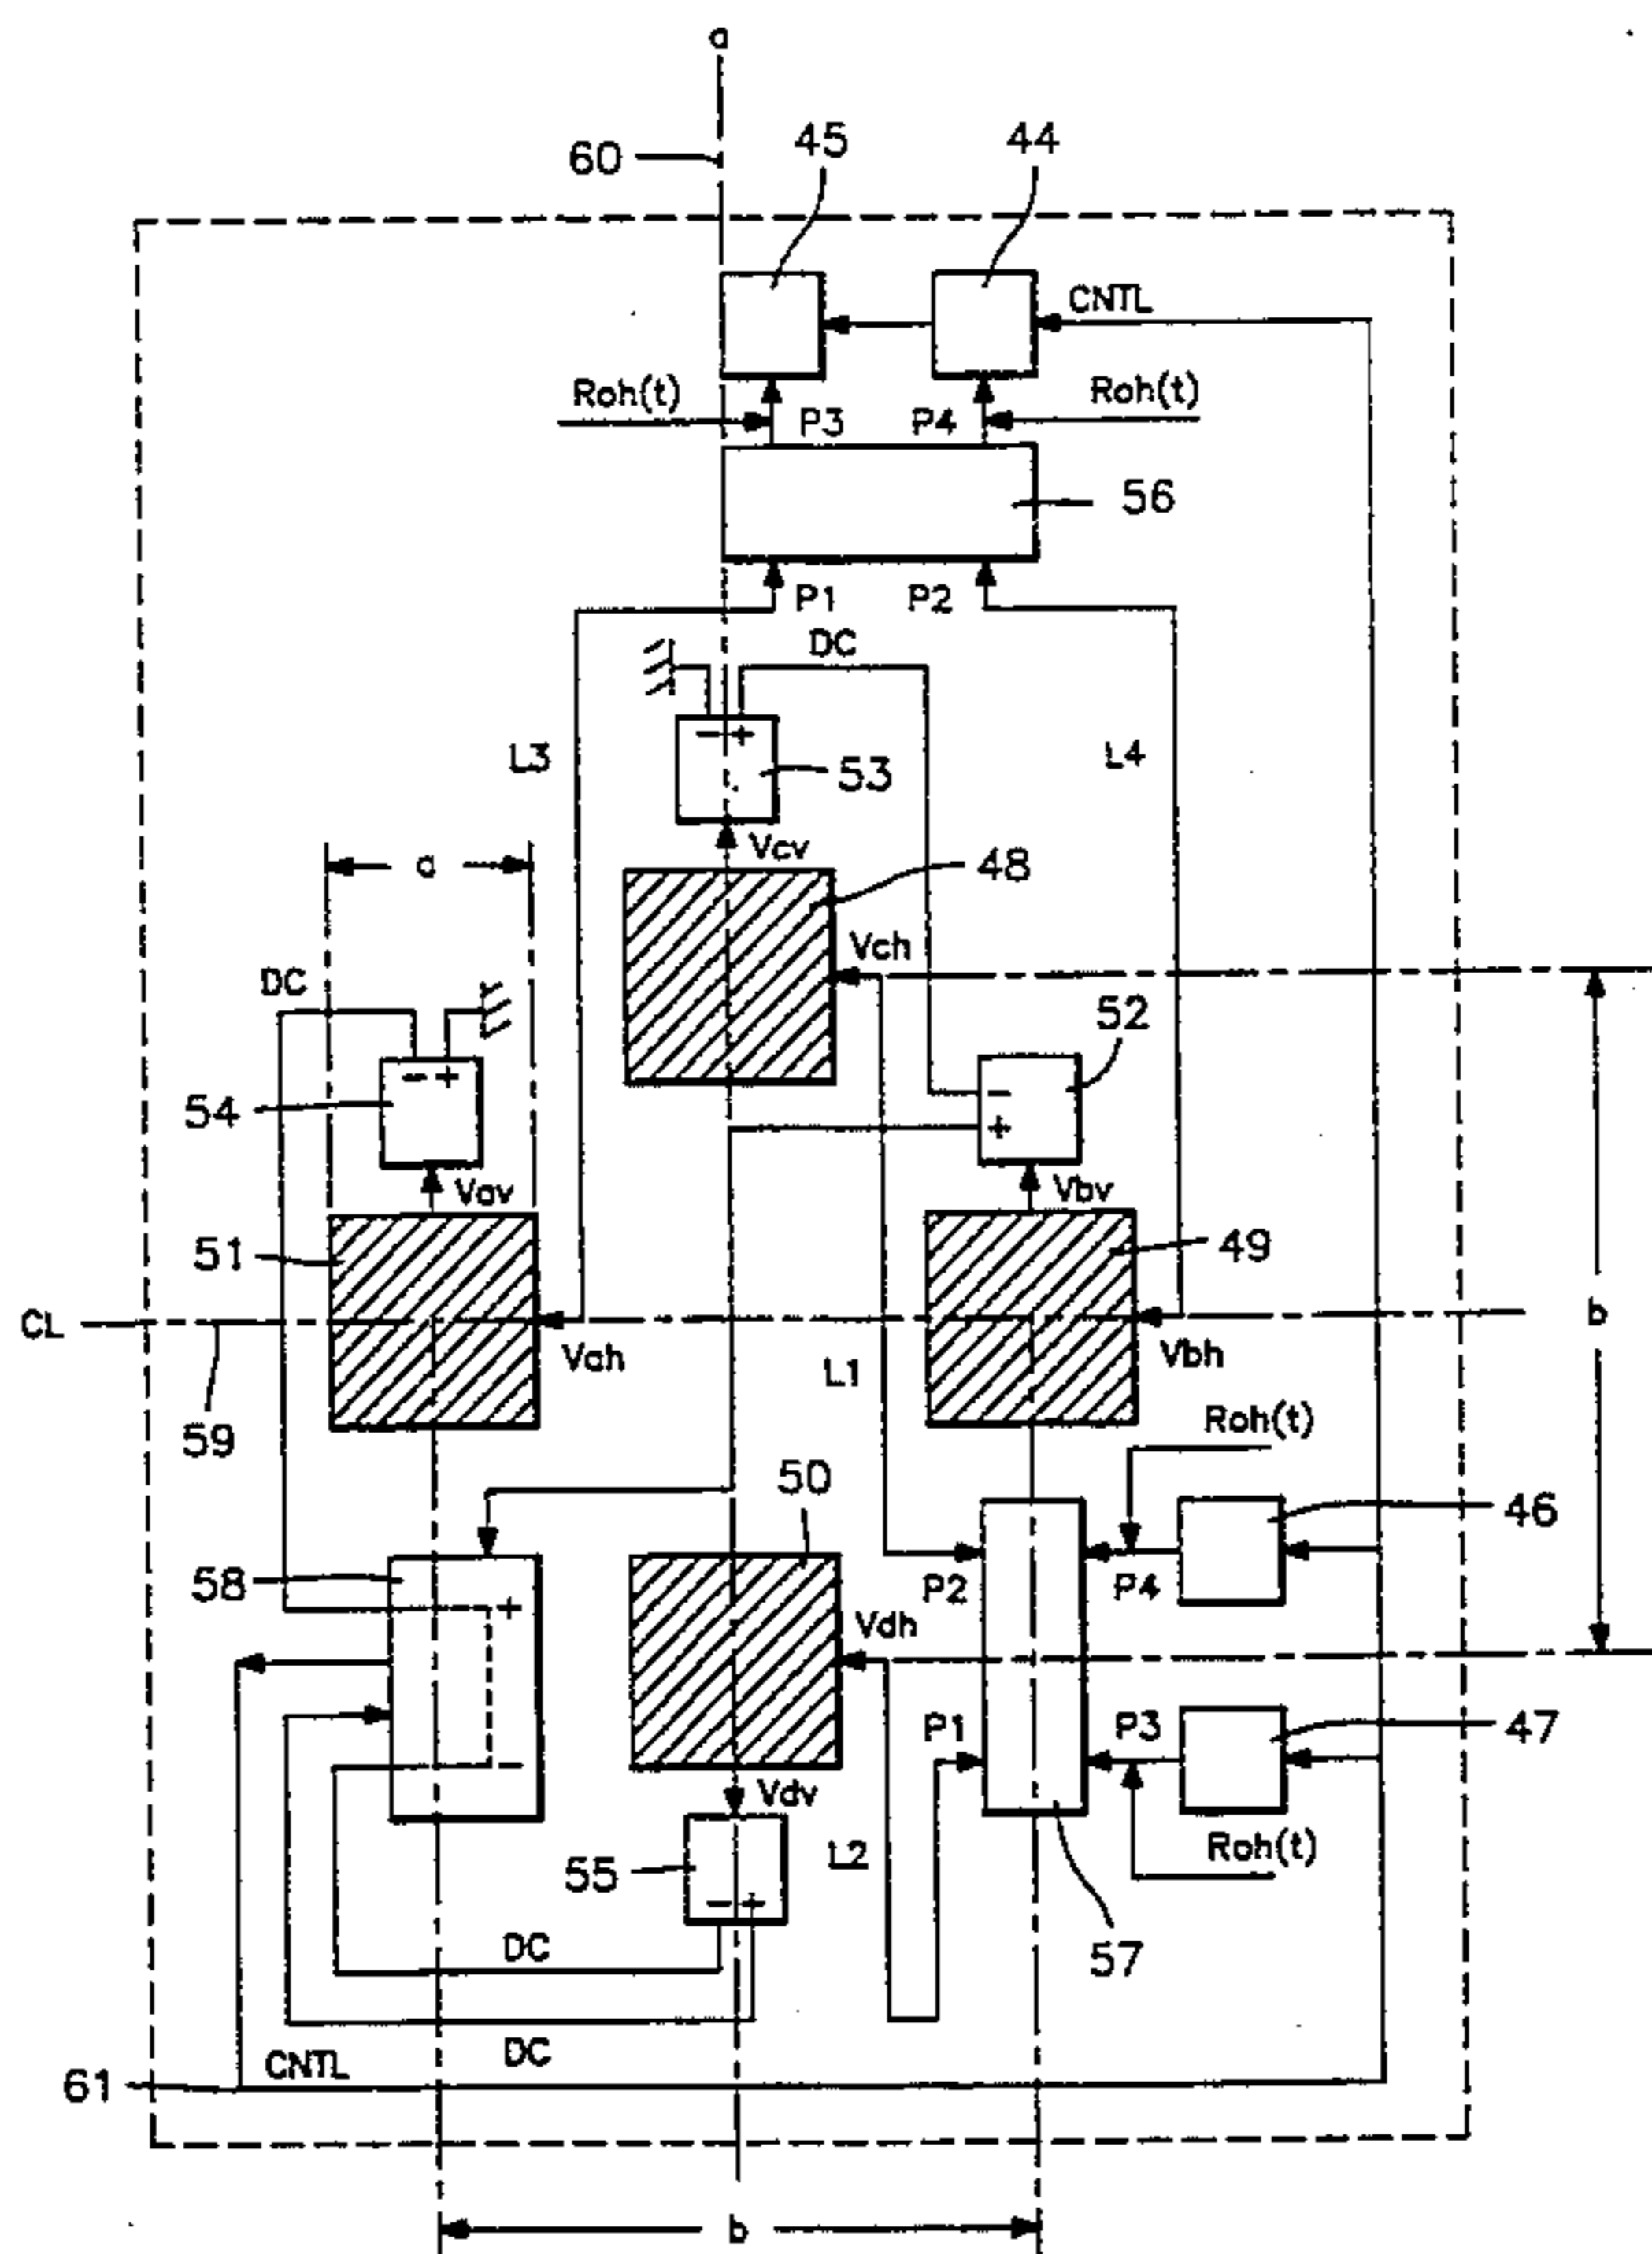 a
60
45
44
CNTL
Roh(t)
Roh(t)
P3
P4
56
P1
P2
DC
- +
53
L3
L4
Vcv
a
48
Vch
DC
52
-
+
- +
54
Vav
Vbv
51
49
CL
b
Vah
Vbh
L1
59
Roh(t)
50
46
58
+
P2
P4
Vdh
P1
P3
47
-
Vdv
L2
Roh(t)
55
- +
57
DC
DC
CNTL
61
b